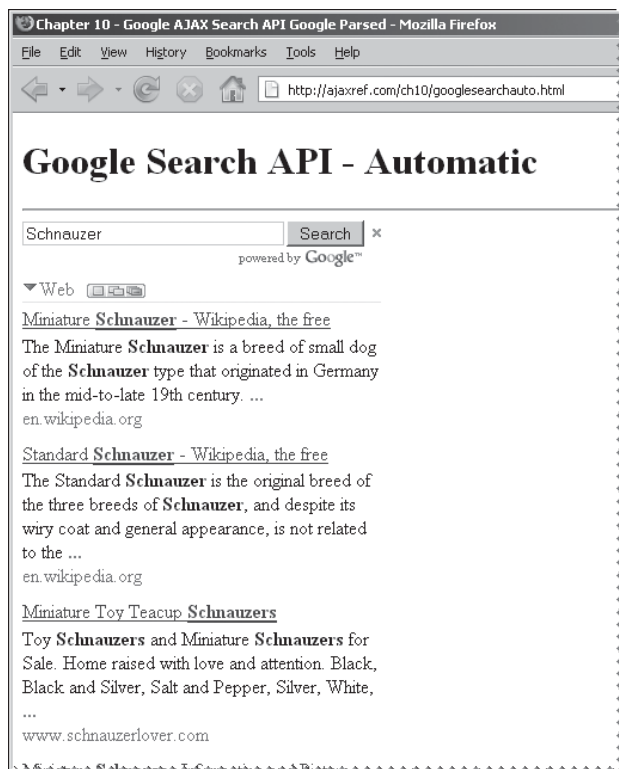 Chapter 10 - Google AJAX Search API Google Parsed - Mozilla Firefox
File Edit View History Bookmarks Tools Help
http://ajaxref.com/ch10/googlesearchauto.html
Google Search API - Automatic
Schnauzer Search ×
powered by Google™
Web
Miniature Schnauzer - Wikipedia, the free
The Miniature Schnauzer is a breed of small dog
of the Schnauzer type that originated in Germany
in the mid-to-late 19th century. ...
en.wikipedia.org
Standard Schnauzer - Wikipedia, the free
The Standard Schnauzer is the original breed of
the three breeds of Schnauzer, and despite its
wiry coat and general appearance, is not related
to the ...
en.wikipedia.org
Miniature Toy Teacup Schnauzers
Toy Schnauzers and Miniature Schnauzers for
Sale. Home raised with love and attention. Black,
Black and Silver, Salt and Pepper, Silver, White,
...
www.schnauzerlover.com